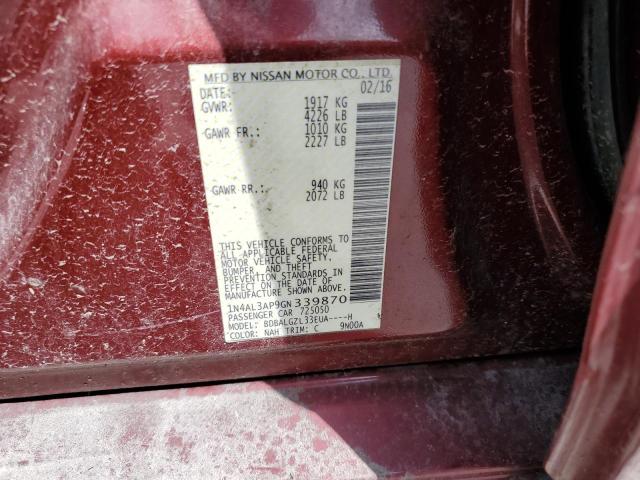 MFD BY NISSAN MOTOR CO., LTD.
DATE: 02/16
GVWR: 1917 KG
4226 LB
GAWR FR.: 1010 KG
2227 LB
GAWR RR.: 940 KG
2072 LB
THIS VEHICLE CONFORMS TO
ALL APPLICABLE FEDERAL
MOTOR VEHICLE SAFETY,
BUMPER, AND THEFT
PREVENTION STANDARDS IN
EFFECT ON THE DATE OF
MANUFACTURE SHOWN ABOVE.
1N4AL3AP9GN339870
PASSENGER CAR 725050
MODEL: BDBALGZL33EUA----H
COLOR: NAH TRIM: C 9N00A